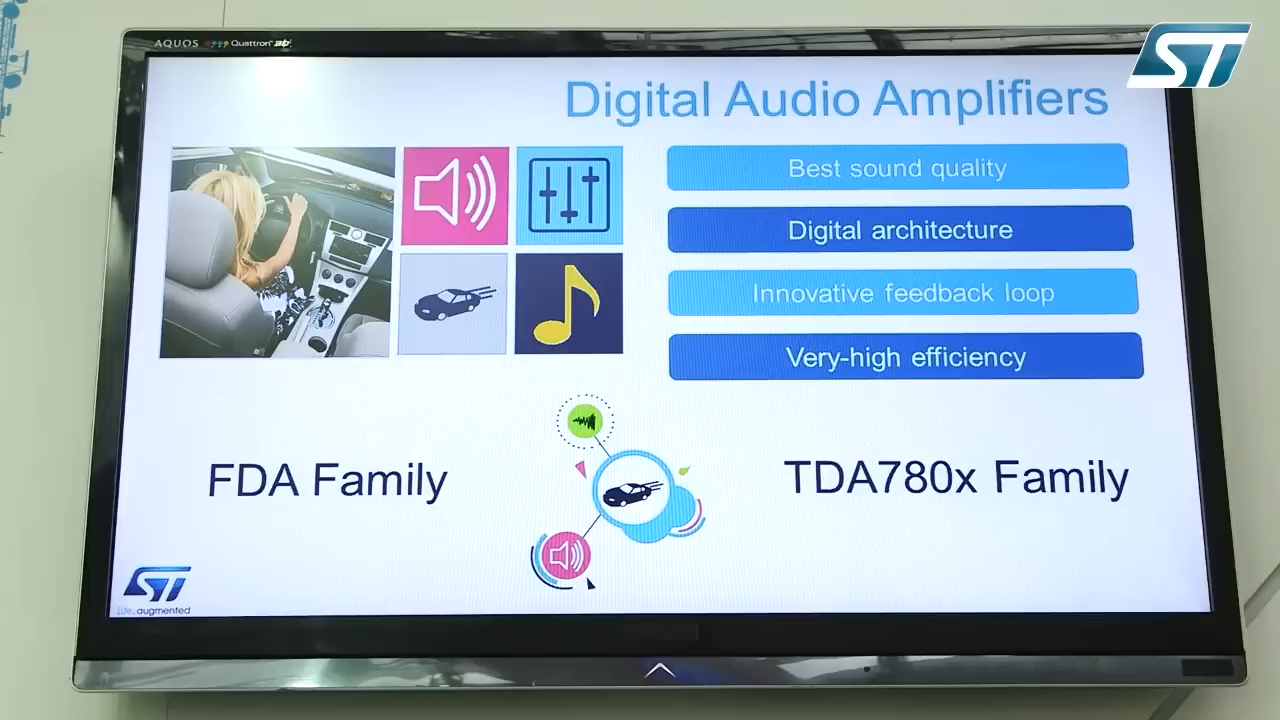 AQUOS Quattron 3D
ST
Digital Audio Amplifiers
Best sound quality
Digital architecture
Innovative feedback loop
Very-high efficiency
FDA Family
TDA780x Family
ST
life.augmented